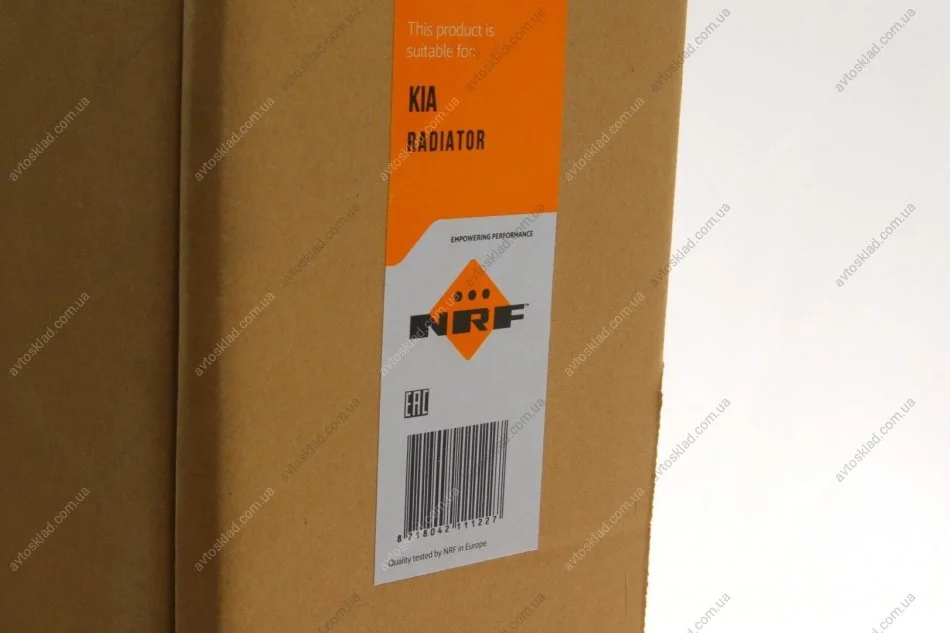 This product is
suitable for:
KIA
RADIATOR
EMPOWERING PERFORMANCE
NRF™
EAC
8 718042 111227
Quality tested by NRF in Europe
avtosklad.com.ua